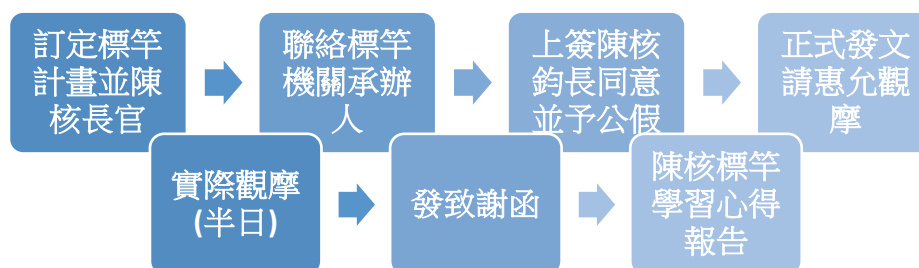 訂定標竿
計畫並陳
核長官
聯絡標竿
機關承辦
人
上簽陳核
鈞長同意
並予公假
正式發文
請惠允觀
摩
實際觀摩
(半日)
發致謝函
陳核標竿
學習心得
報告